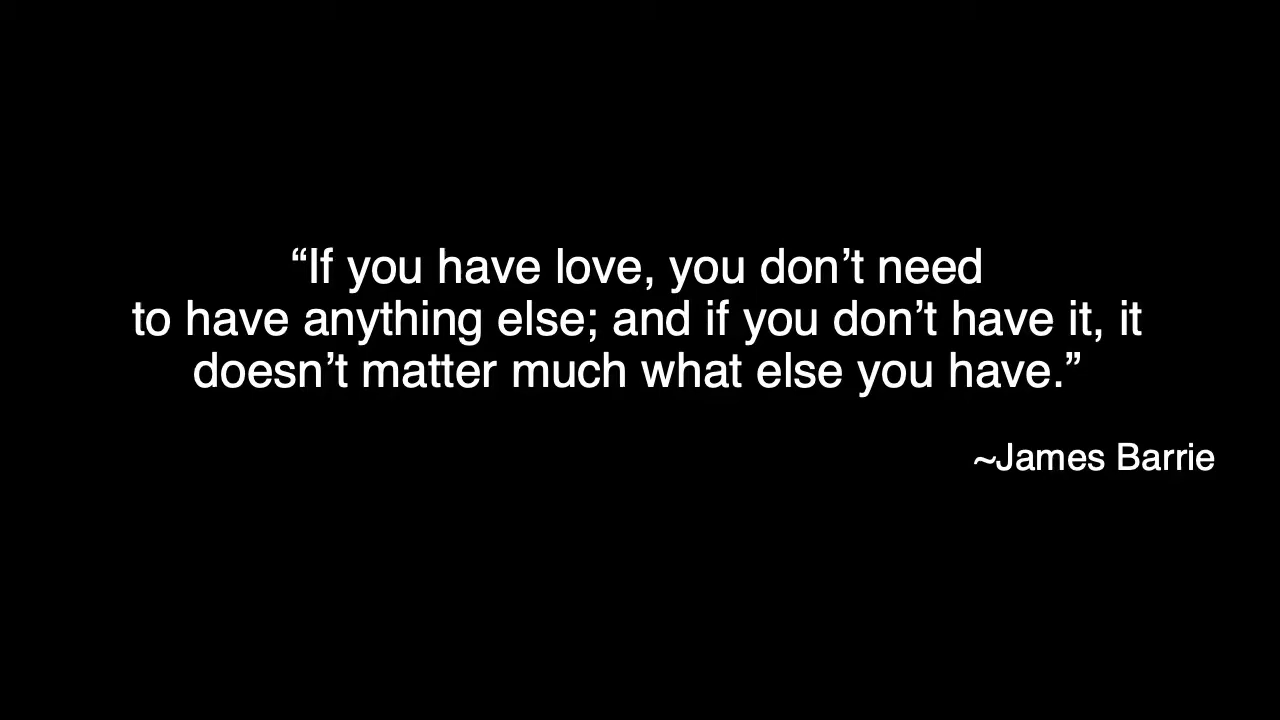 “If you have love, you don’t need
to have anything else; and if you don’t have it, it
doesn’t matter much what else you have.”
~James Barrie